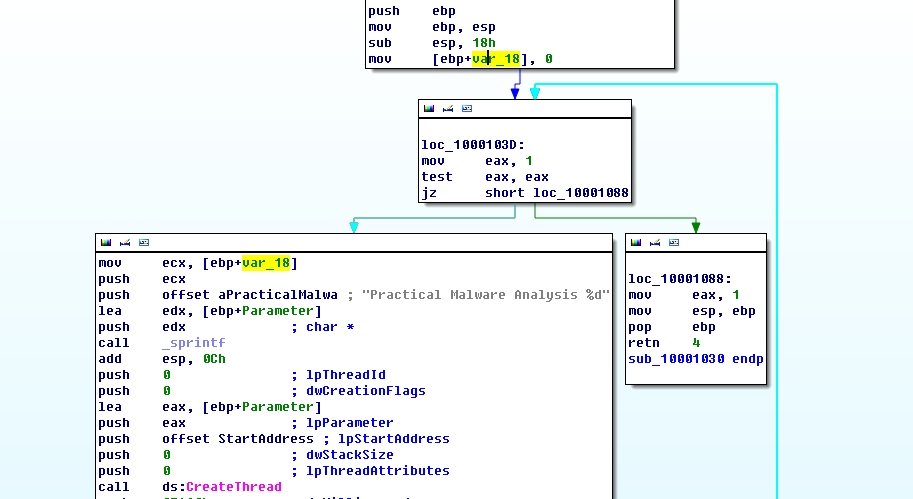 push ebp
mov ebp, esp
sub esp, 18h
mov [ebp+var_18], 0
loc_1000103D:
mov eax, 1
test eax, eax
jz short loc_10001088
mov ecx, [ebp+var_18]
push ecx
push offset aPracticalMalwa ; "Practical Malware Analysis %d"
lea edx, [ebp+Parameter]
push edx ; char *
call _sprintf
add esp, 0Ch
push 0 ; lpThreadId
push 0 ; dwCreationFlags
lea eax, [ebp+Parameter]
push eax ; lpParameter
push offset StartAddress ; lpStartAddress
push 0 ; dwStackSize
push 0 ; lpThreadAttributes
call ds:CreateThread
loc_10001088:
mov eax, 1
mov esp, ebp
pop ebp
retn 4
sub_10001030 endp